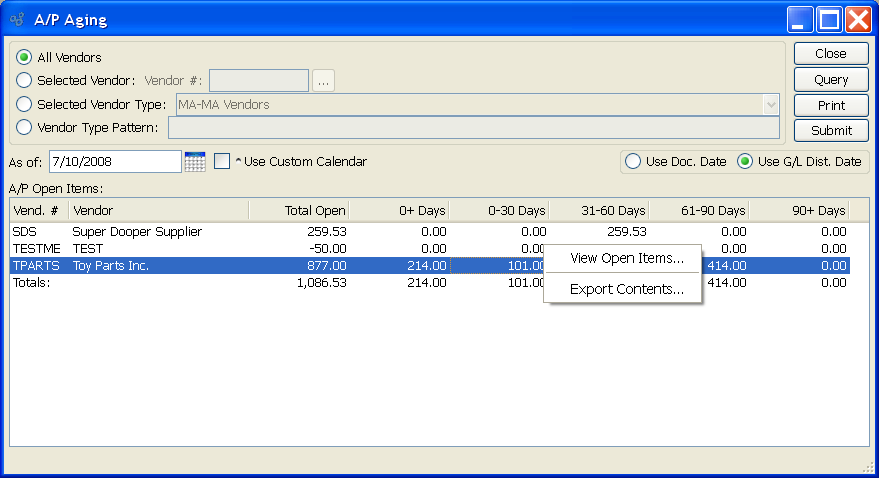 A/P Aging
All Vendors
Close
Selected Vendor: Vendor #: ...
Query
Selected Vendor Type: MA-MA Vendors
Print
Vendor Type Pattern:
Submit
As of: 7/10/2008 ^ Use Custom Calendar Use Doc. Date Use G/L Dist. Date
A/P Open Items:
Vend. # Vendor Total Open 0+ Days 0-30 Days 31-60 Days 61-90 Days 90+ Days
SDS Super Dooper Supplier 259.53 0.00 0.00 259.53 0.00 0.00
TESTME TEST -50.00 0.00 0.00 0.00 0.00
TPARTS Toy Parts Inc. 877.00 214.00 101.00 414.00 0.00
Totals: 1,086.53 214.00 101.00 414.00 0.00
View Open Items...
Export Contents...